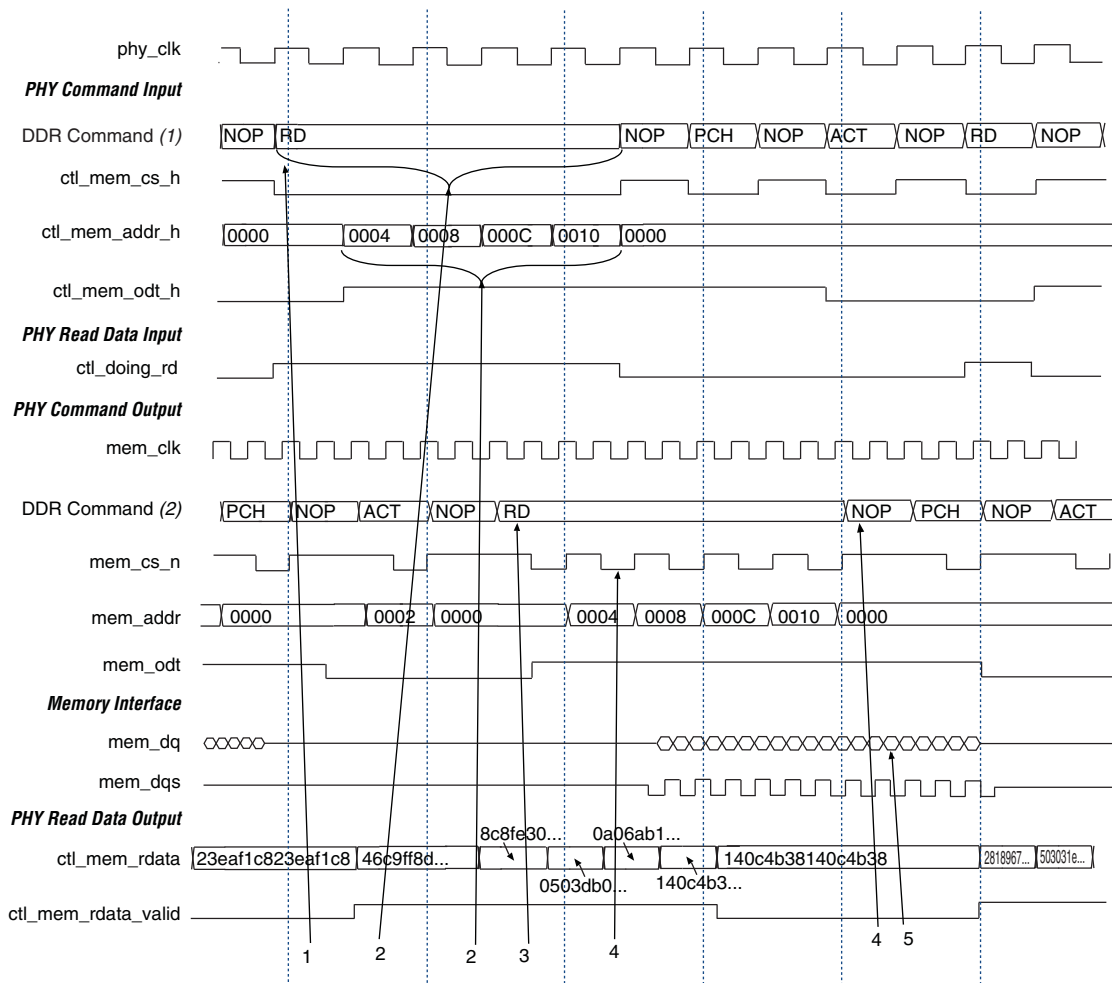 phy_clk
PHY Command Input
DDR Command (1) NOP RD NOP PCH NOP ACT NOP RD NOP
ctl_mem_cs_h
ctl_mem_addr_h 0000 0004 0008 000C 0010 0000
ctl_mem_odt_h
PHY Read Data Input
ctl_doing_rd
PHY Command Output
mem_clk
DDR Command (2) PCH NOP ACT NOP RD NOP PCH NOP ACT
mem_cs_n
mem_addr 0000 0002 0000 0004 0008 000C 0010 0000
mem_odt
Memory Interface
mem_dq
mem_dqs
PHY Read Data Output
8c8fe30... 0a06ab1...
ctl_mem_rdata 23eaf1c823eaf1c8 46c9ff8d... 140c4b38140c4b38 2818967... 503031e...
0503db0... 140c4b3...
ctl_mem_rdata_valid
1 2 2 3 4 4 5